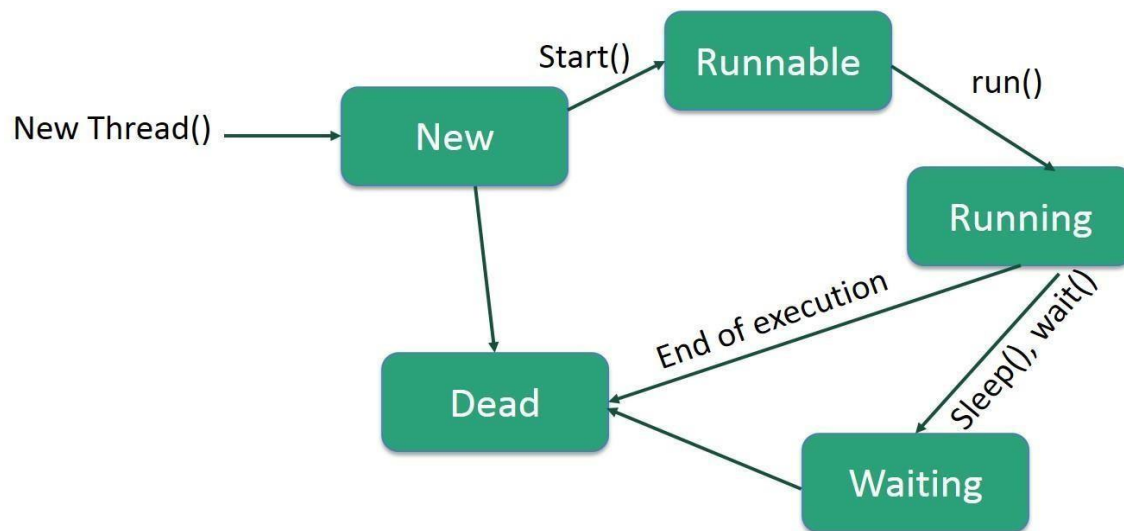 New Thread()
New
Start()
Runnable
run()
Running
End of execution
Sleep(), wait()
Dead
Waiting